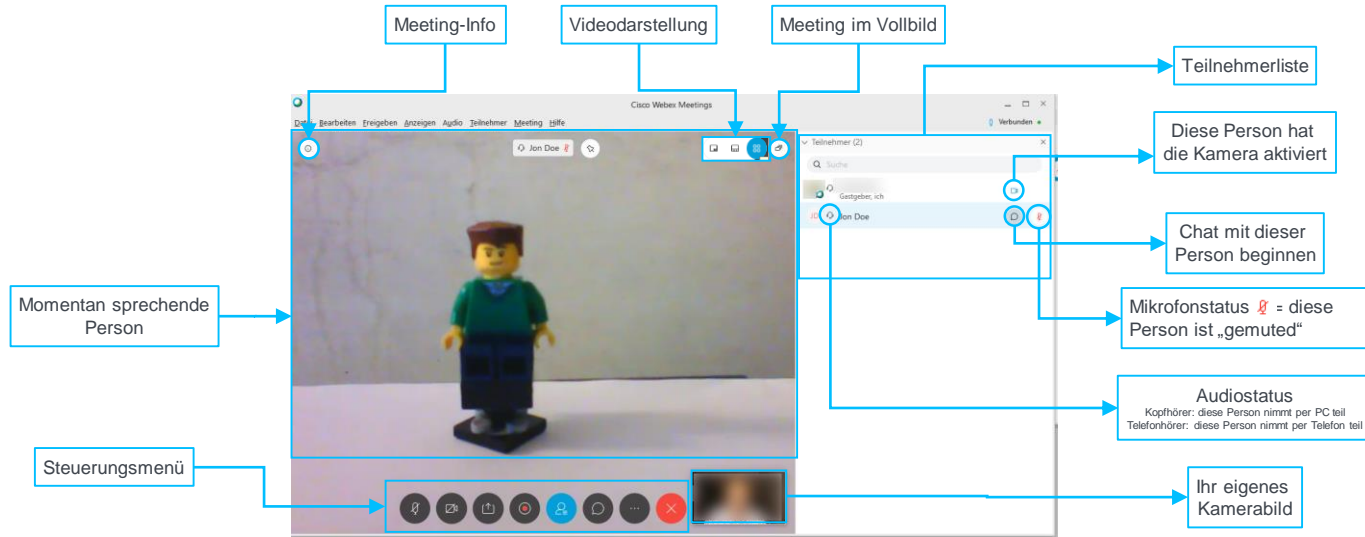 Meeting-Info
Videodarstellung
Meeting im Vollbild
Teilnehmerliste
Cisco Webex Meetings
Datei Bearbeiten Freigeben Anzeigen Audio Teilnehmer Meeting Hilfe
Verbunden
Jon Doe
Teilnehmer (2)
Suche
Gastgeber, ich
JD Jon Doe
Diese Person hat
die Kamera aktiviert
Chat mit dieser
Person beginnen
Momentan sprechende
Person
Mikrofonstatus = diese
Person ist „gemuted“
Audiostatus
Kopfhörer: diese Person nimmt per PC teil
Telefonhörer: diese Person nimmt per Telefon teil
Steuerungsmenü
Ihr eigenes
Kamerabild